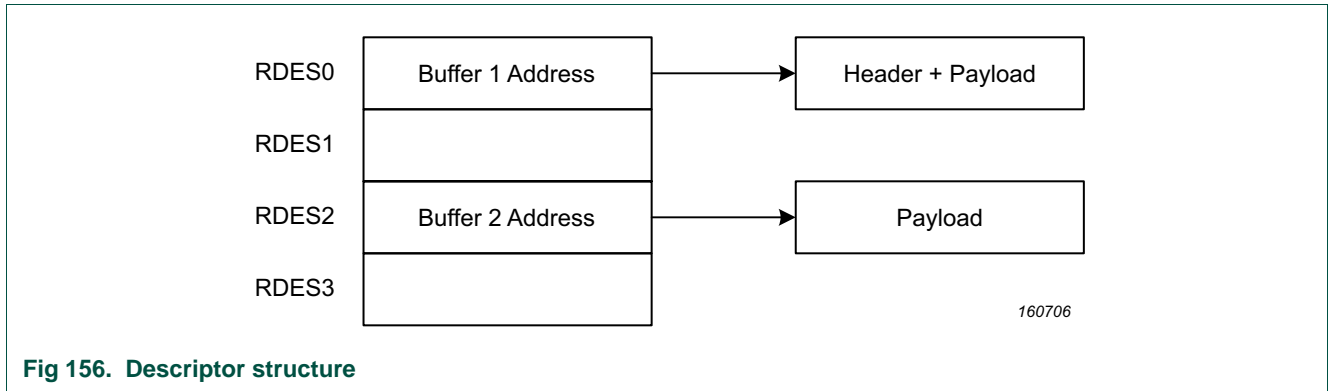 RDES0 Buffer 1 Address Header + Payload
RDES1
RDES2 Buffer 2 Address Payload
RDES3
160706
Fig 156. Descriptor structure